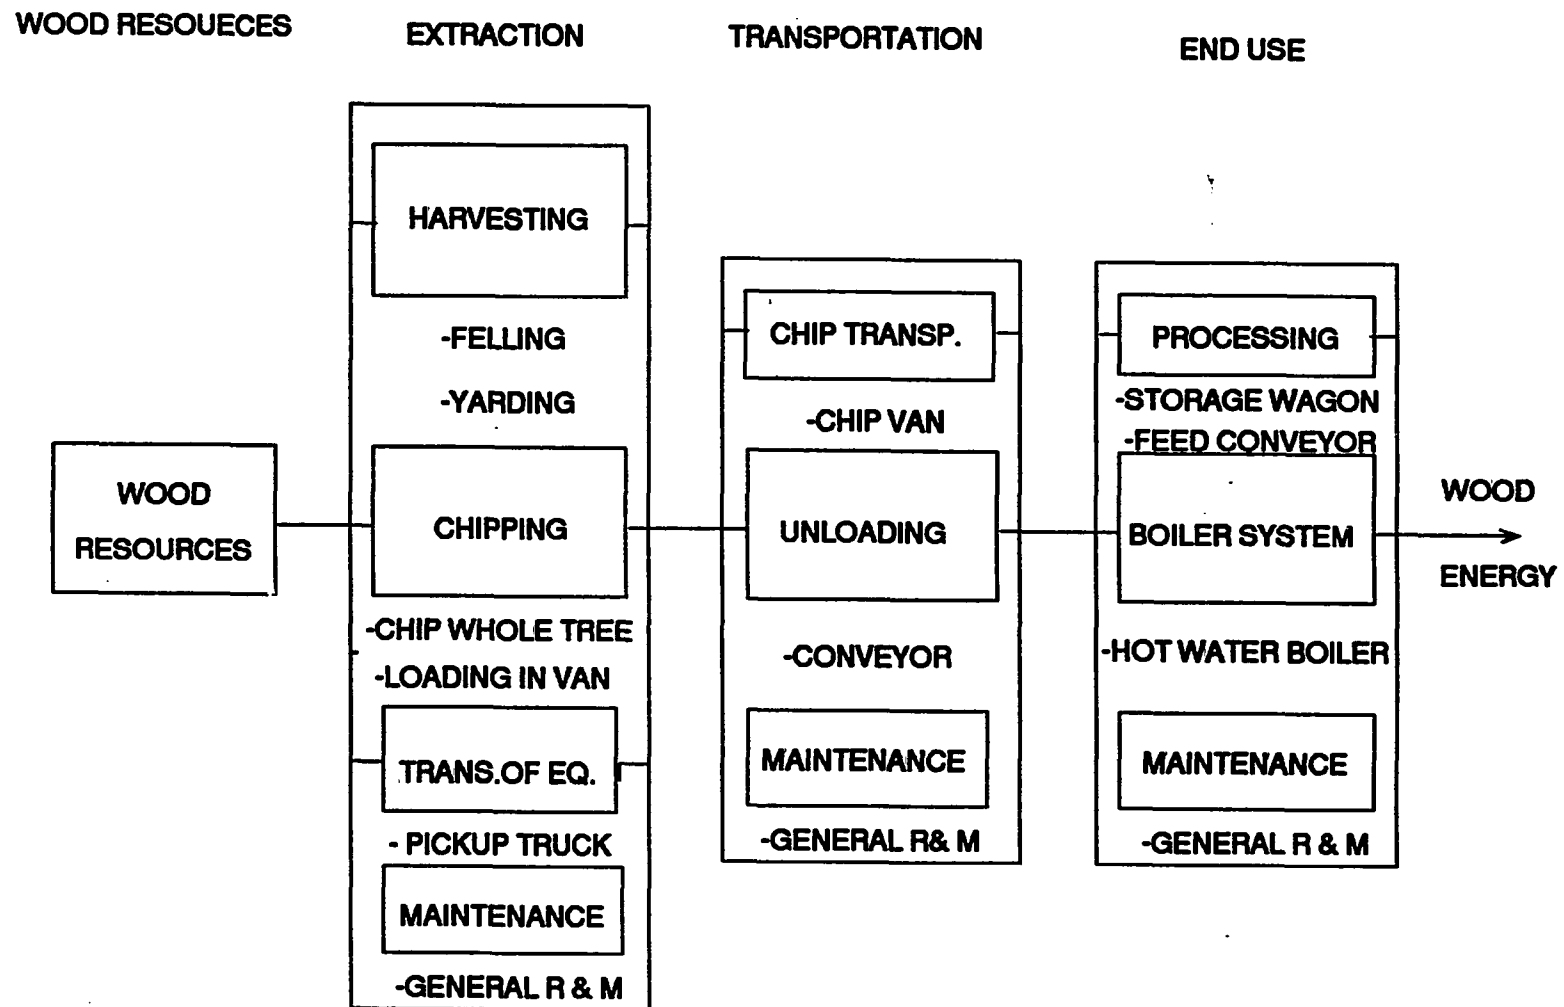 WOOD RESOUECES
EXTRACTION
TRANSPORTATION
END USE
WOOD
RESOURCES
HARVESTING
-FELLING
-YARDING
CHIPPING
-CHIP WHOLE TREE
-LOADING IN VAN
TRANS.OF EQ.
- PICKUP TRUCK
MAINTENANCE
-GENERAL R & M
CHIP TRANSP.
-CHIP VAN
UNLOADING
-CONVEYOR
MAINTENANCE
-GENERAL R& M
PROCESSING
-STORAGE WAGON
-FEED CONVEYOR
BOILER SYSTEM
-HOT WATER BOILER
MAINTENANCE
-GENERAL R & M
WOOD
ENERGY